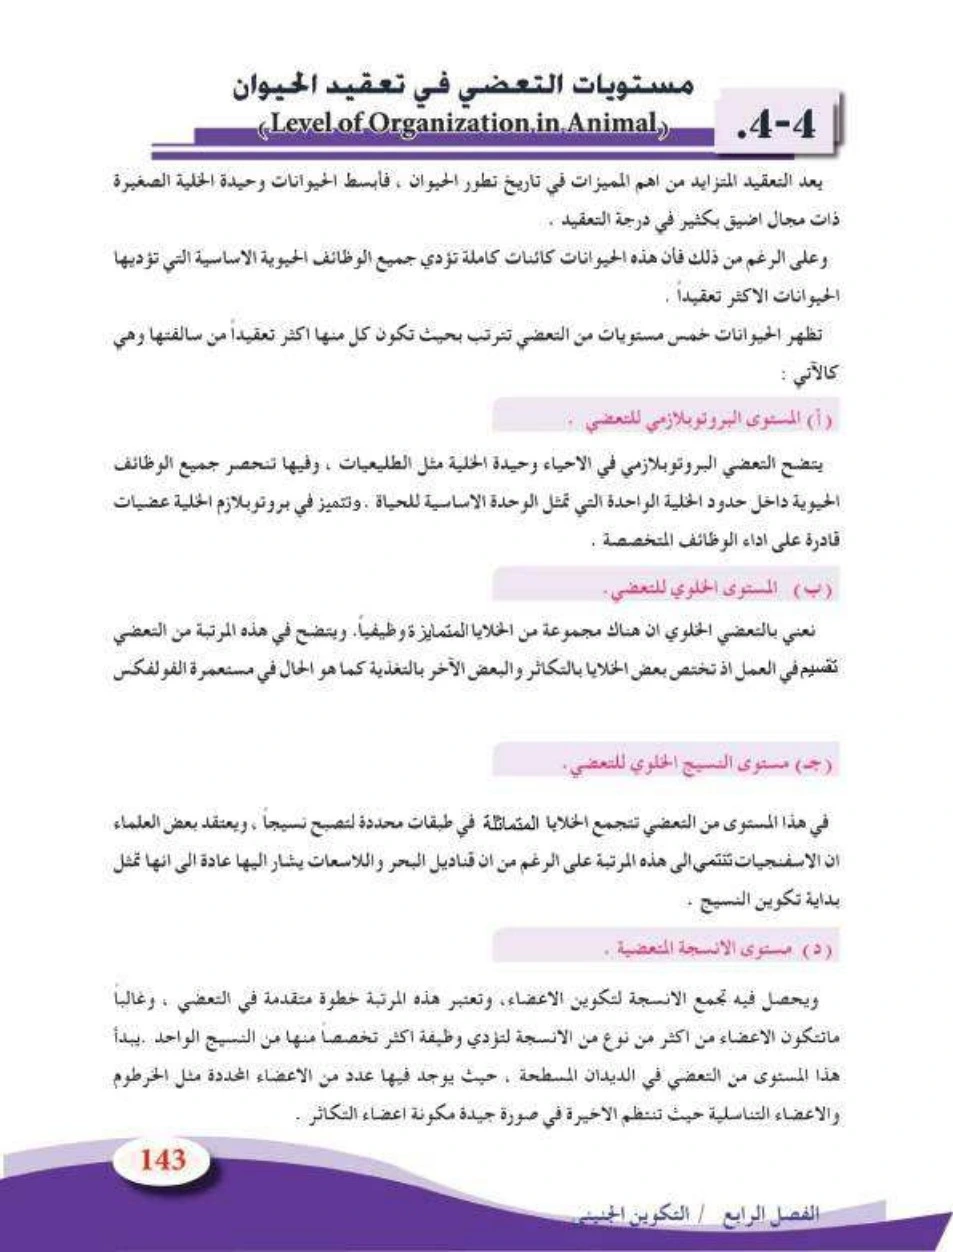 مستويات التعضي في تعقيد الحيوان
4-4.
(Level of Organization in Animal)
يعد التعقيد المتزايد من اهم المميزات في تاريخ تطور الحيوان ، فأبسط الحيوانات وحيدة الخلية الصغيرة
ذات مجال اضيق بكثير في درجة التعقيد .
وعلى الرغم من ذلك فأن هذه الحيوانات كائنات كاملة تؤدي جميع الوظائف الحيوية الاساسية التي تؤديها
الحيوانات الاكثر تعقيداً .
تظهر الحيوانات خمس مستويات من التعضي تترتب بحيث تكون كل منها اكثر تعقيداً من سالفتها وهي
كالآتي :
(أ) المستوى البروتوبلازمي للتعضي .
يتضح التعضي البروتوبلازمي في الاحياء وحيدة الخلية مثل الطليعيات ، وفيها تنحصر جميع الوظائف
الحيوية داخل حدود الخلية الواحدة التي تمثل الوحدة الاساسية للحياة . وتتميز في بروتوبلازم الخلية عضيات
قادرة على اداء الوظائف المتخصصة .
(ب) المستوى الخلوي للتعضي .
نعني بالتعضي الخلوي ان هناك مجموعة من الخلايا المتمايزة وظيفياً. ويتضح في هذه المرتبة من التعضي
تقسيم في العمل اذ تختص بعض الخلايا بالتكاثر والبعض الآخر بالتغذية كما هو الحال في مستعمرة الفولفكس
(جـ) مستوى النسيج الخلوي للتعضي .
في هذا المستوى من التعضي تتجمع الخلايا المتماثلة في طبقات محددة لتصبح نسيجاً ، ويعتقد بعض العلماء
ان الاسفنجيات تنتمي الى هذه المرتبة على الرغم من ان قناديل البحر واللاسعات يشار اليها عادة الى انها تمثل
بداية تكوين النسيج .
(د) مستوى الانسجة المتعضية .
ويحصل فيه تجمع الانسجة لتكوين الاعضاء، وتعتبر هذه المرتبة خطوة متقدمة في التعضي ، وغالباً
ماتتكون الاعضاء من اكثر من نوع من الانسجة لتؤدي وظيفة اكثر تخصصاً منها من النسيج الواحد .يبدأ
هذا المستوى من التعضي في الديدان المسطحة ، حيث يوجد فيها عدد من الاعضاء المحددة مثل الخرطوم
والاعضاء التناسلية حيث تنتظم الاخيرة في صورة جيدة مكونة اعضاء التكاثر .
143
الفصل الرابع / التكوين الجنيني